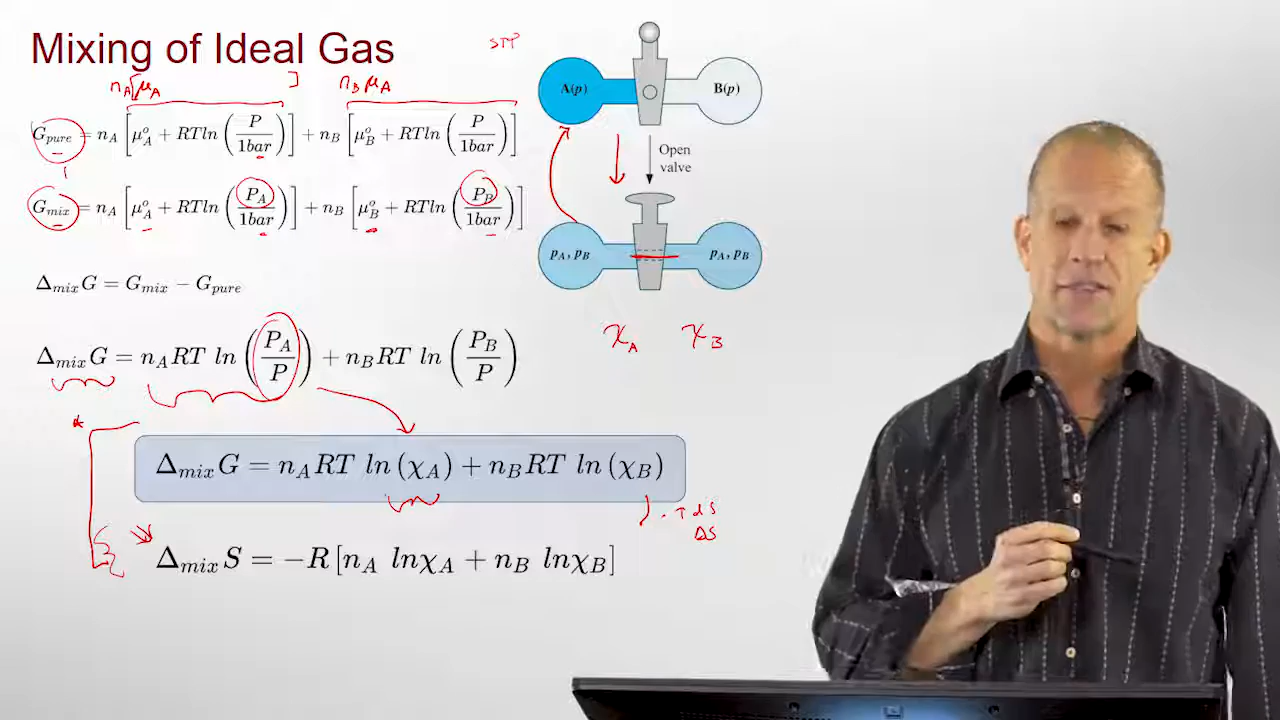 Mixing of Ideal Gas
STP
n_A[μ_A ]
n_B μ_A
G_pure = n_A [μ°_A + RTln (P/1bar)] + n_B [μ°_B + RTln (P/1bar)]
G_mix = n_A [μ°_A + RTln (P_A/1bar)] + n_B [μ°_B + RTln (P_B/1bar)]
Δ_mix G = G_mix − G_pure
Δ_mix G = n_A RT ln (P_A/P) + n_B RT ln (P_B/P)
Δ_mix G = n_A RT ln (χ_A) + n_B RT ln (χ_B)
Δ_mix S = −R [n_A lnχ_A + n_B lnχ_B]
A(p)
B(p)
Open
valve
p_A, p_B
p_A, p_B
χ_A χ_B
-TdS
ΔS